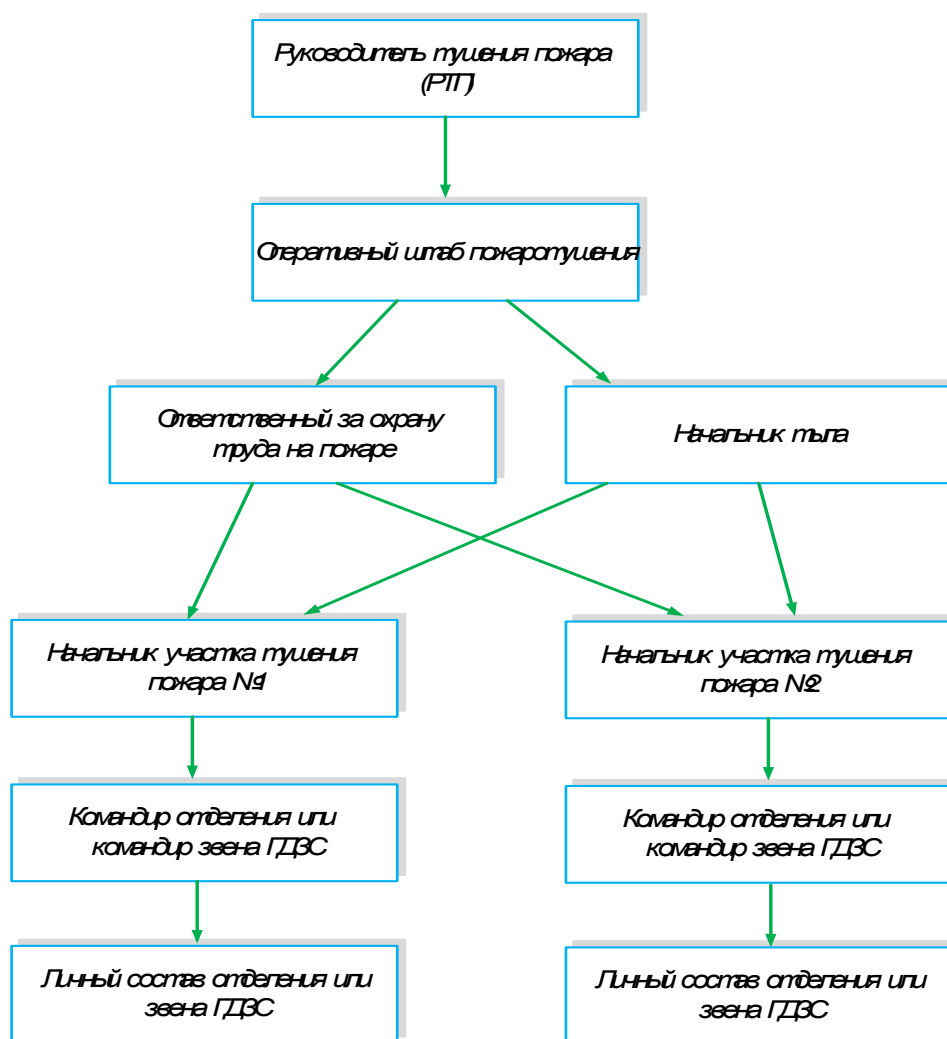 Руководитель тушения пожара
(РТП)
Оперативный штаб пожаротушения
Ответственный за охрану
труда на пожаре
Начальник тыла
Начальник участка тушения
пожара №1
Начальник участка тушения
пожара №2
Командир отделения или
командир звена ГДЗС
Командир отделения или
командир звена ГДЗС
Личный состав отделения или
звена ГДЗС
Личный состав отделения или
звена ГДЗС